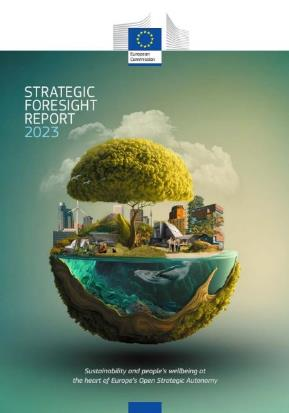 European
Commission
STRATEGIC
FORESIGHT
REPORT
2023
Sustainability and people's wellbeing at
the heart of Europe's Open Strategic Autonomy